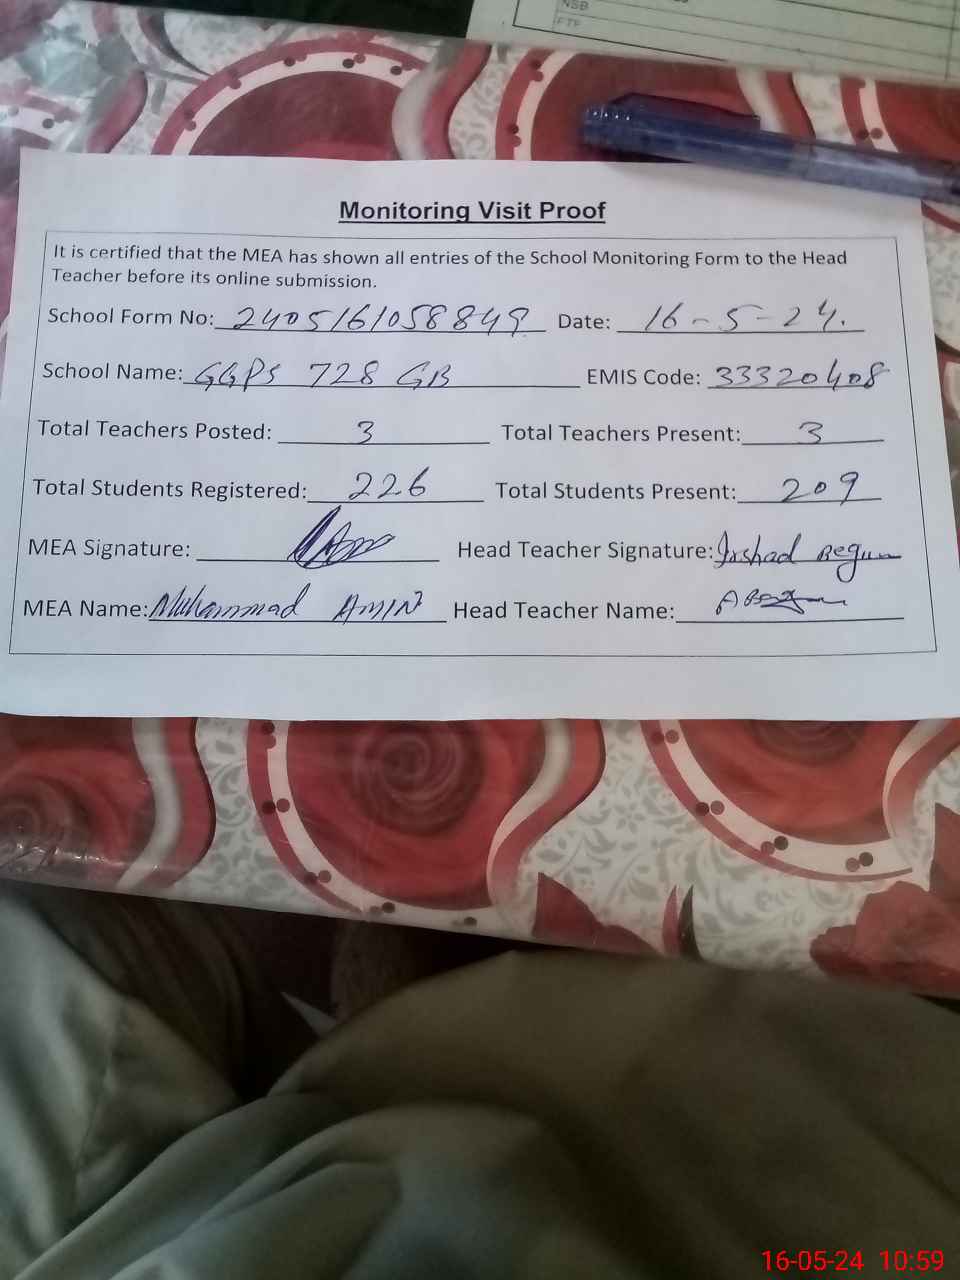 NSB
FTF
Monitoring Visit Proof
It is certified that the MEA has shown all entries of the School Monitoring Form to the Head
Teacher before its online submission.
School Form No: 2405161058849 Date: 16-5-24.
School Name: GGPS 728 GB EMIS Code: 33320408
Total Teachers Posted: 3 Total Teachers Present: 3
Total Students Registered: 226 Total Students Present: 209
MEA Signature: Head Teacher Signature: Irshad Begum
MEA Name: Muhammad AMIN Head Teacher Name:
16-05-24 10:59